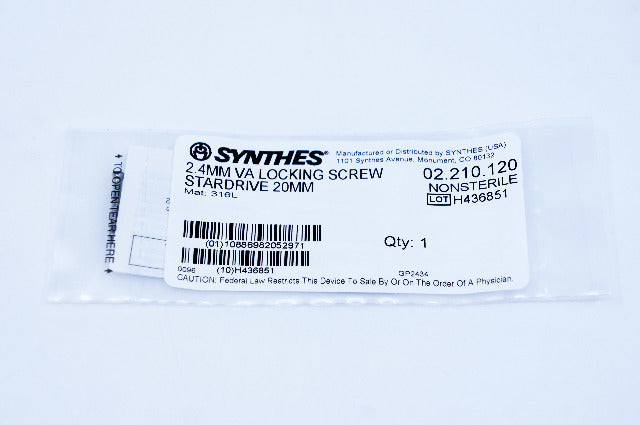 SYNTHES®
Manufactured or Distributed by SYNTHES (USA)
1101 Synthes Avenue, Monument, CO 80132
2.4MM VA LOCKING SCREW
STARDRIVE 20MM
Mat: 316L
02.210.120
NONSTERILE
LOT H436851
(01)10886982052971
Qty: 1
(10)H436851
0096
GP2434
CAUTION: Federal Law Restricts This Device To Sale By Or On The Order Of A Physician.
TO OPEN TEAR HERE